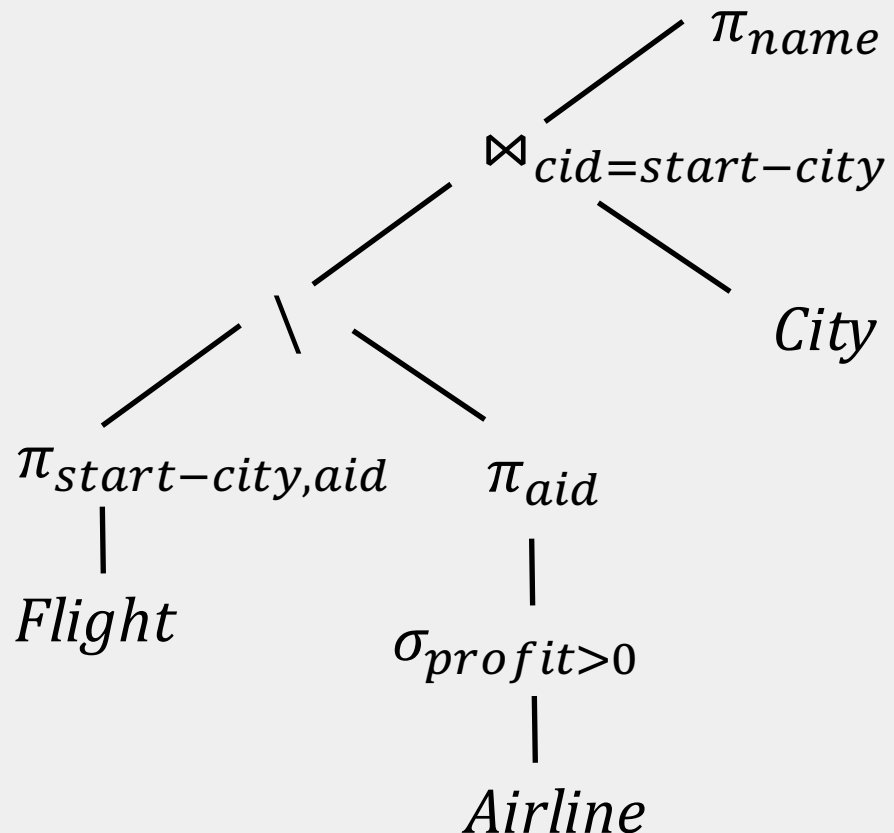 π_name
⋈_cid=start−city
\
City
π_start−city,aid
π_aid
Flight
σ_profit>0
Airline